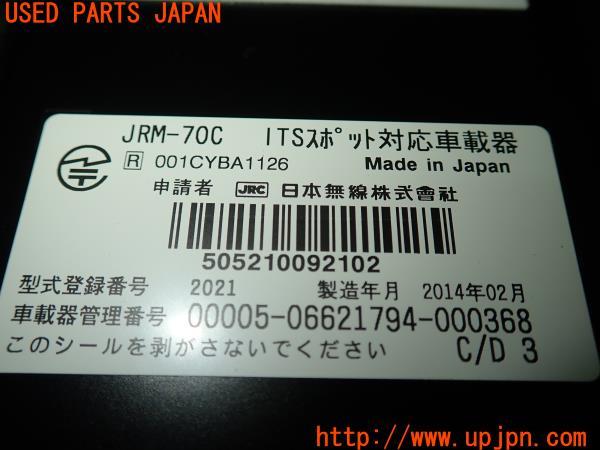 USED PARTS JAPAN
JRM-70C ITSｽﾎﾟｯﾄ対応車載器
R 001CYBA1126 Made in Japan
申請者 JRC 日本無線株式會社
505210092102
型式登録番号 2021 製造年月 2014年02月
車載器管理番号 00005-06621794-000368
このシールを剥がさないでください C/D 3
http://www.upjpn.com/